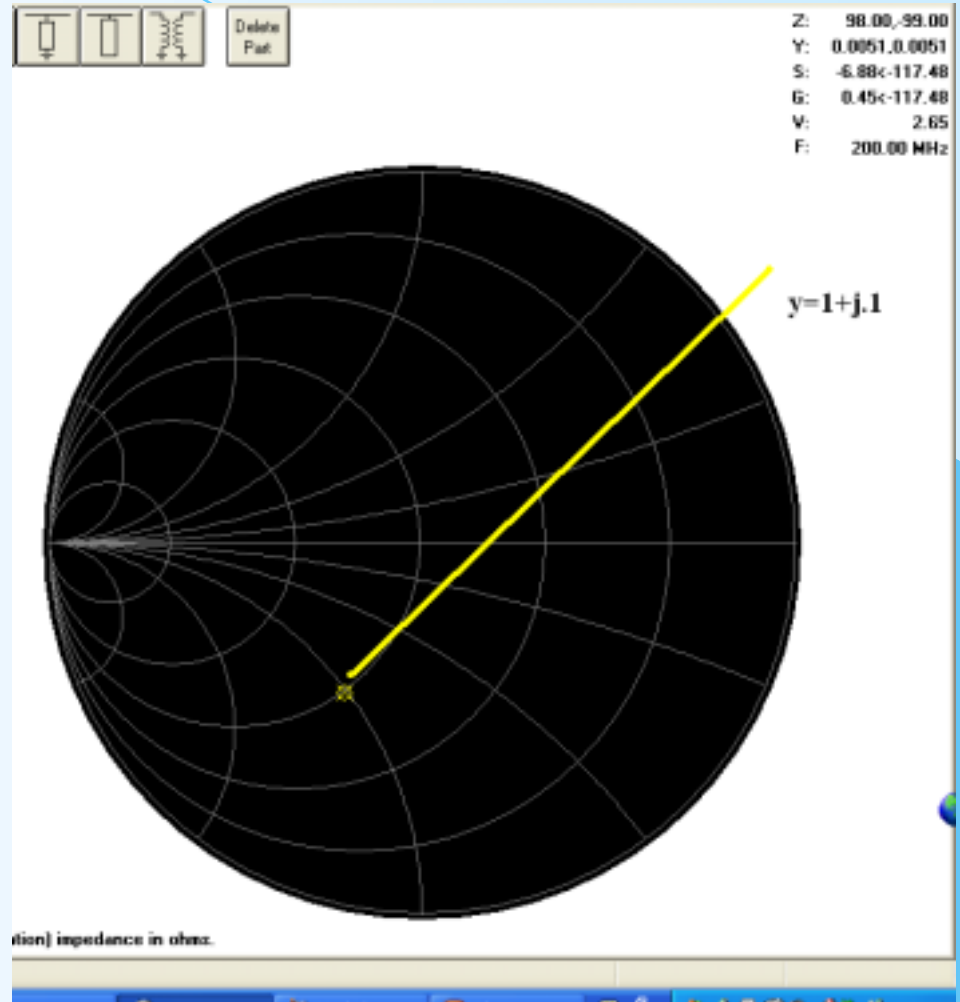 Delete
Part
Z: 98.00,-99.00
Y: 0.0051,0.0051
S: -6.88<-117.48
G: 0.45<-117.48
V: 2.65
F: 200.00 MHz
y=1+j.1
tion) impedance in ohms.